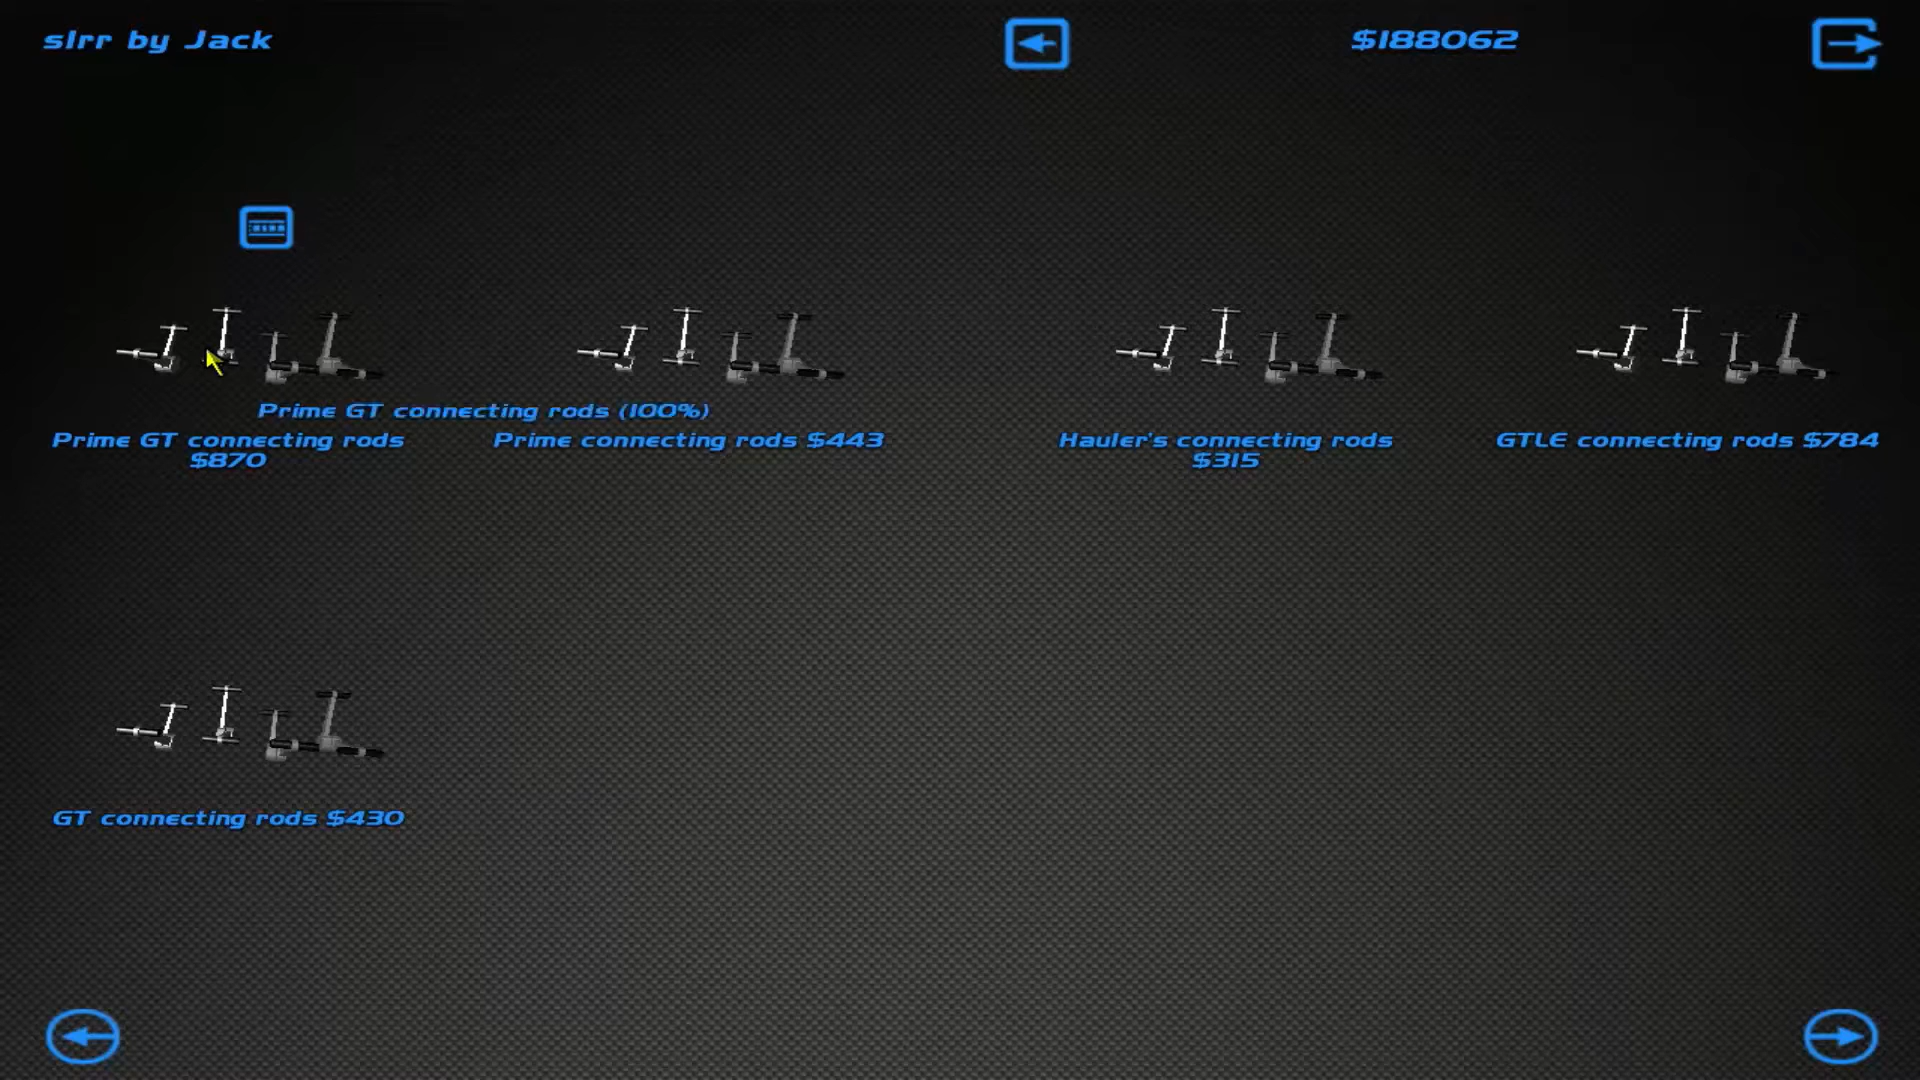 slrr by Jack
$188062
Prime GT connecting rods (100%)
Prime GT connecting rods
$870
Prime connecting rods $443
Hauler's connecting rods
$315
GTLE connecting rods $784
GT connecting rods $430